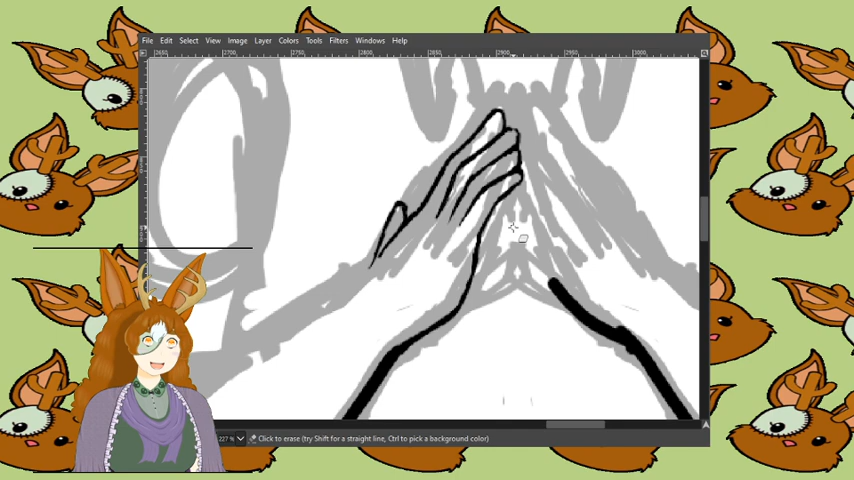 File Edit Select View Image Layer Colors Tools Filters Windows Help
2650 2700 2750 2800 2850 2900 2950 3000
227 % Click to erase (try Shift for a straight line, Ctrl to pick a background color)